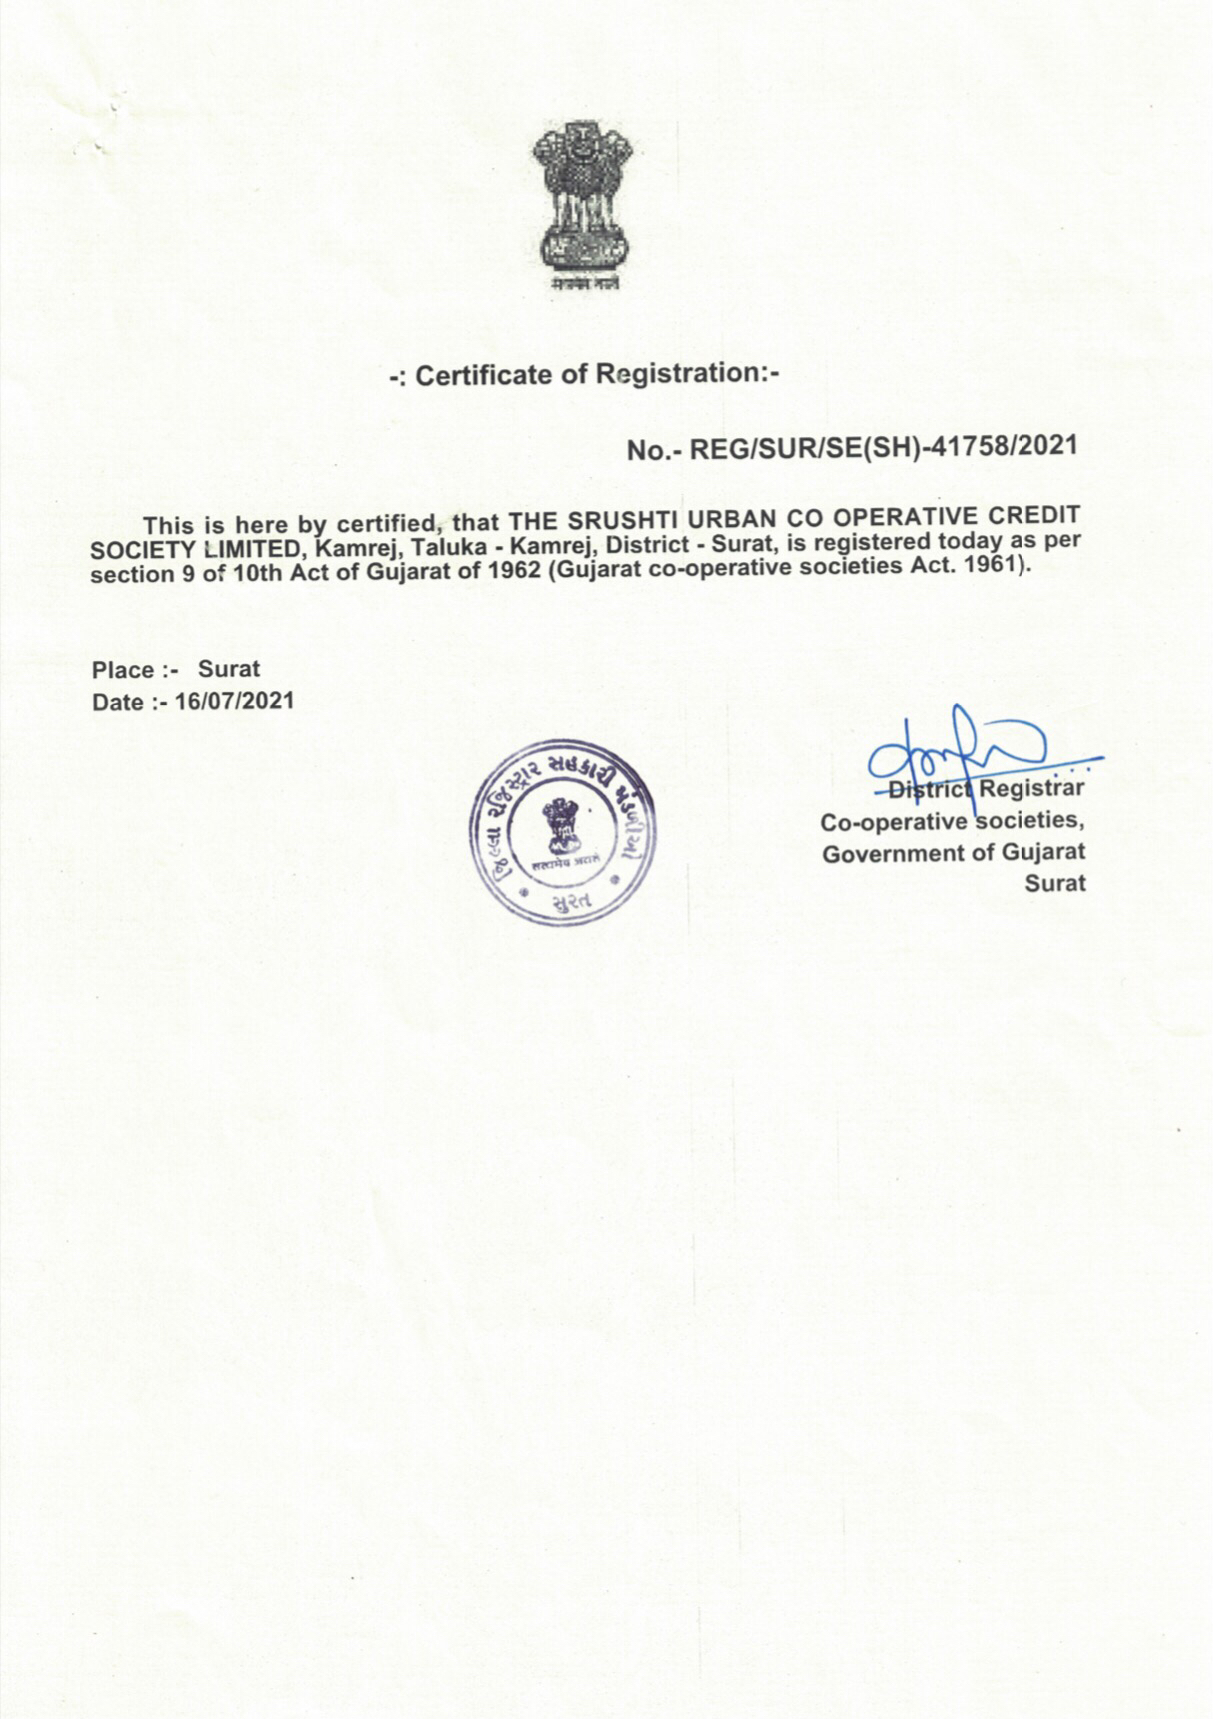 सत्यमेव जयते
-: Certificate of Registration:-
No.- REG/SUR/SE(SH)-41758/2021
This is here by certified, that THE SRUSHTI URBAN CO OPERATIVE CREDIT
SOCIETY LIMITED, Kamrej, Taluka - Kamrej, District - Surat, is registered today as per
section 9 of 10th Act of Gujarat of 1962 (Gujarat co-operative societies Act. 1961).
Place :- Surat
Date :- 16/07/2021
જિલ્લા રજિસ્ટ્રાર સહકારી મંડળીઓ
સુરત
District Registrar
Co-operative societies,
Government of Gujarat
Surat